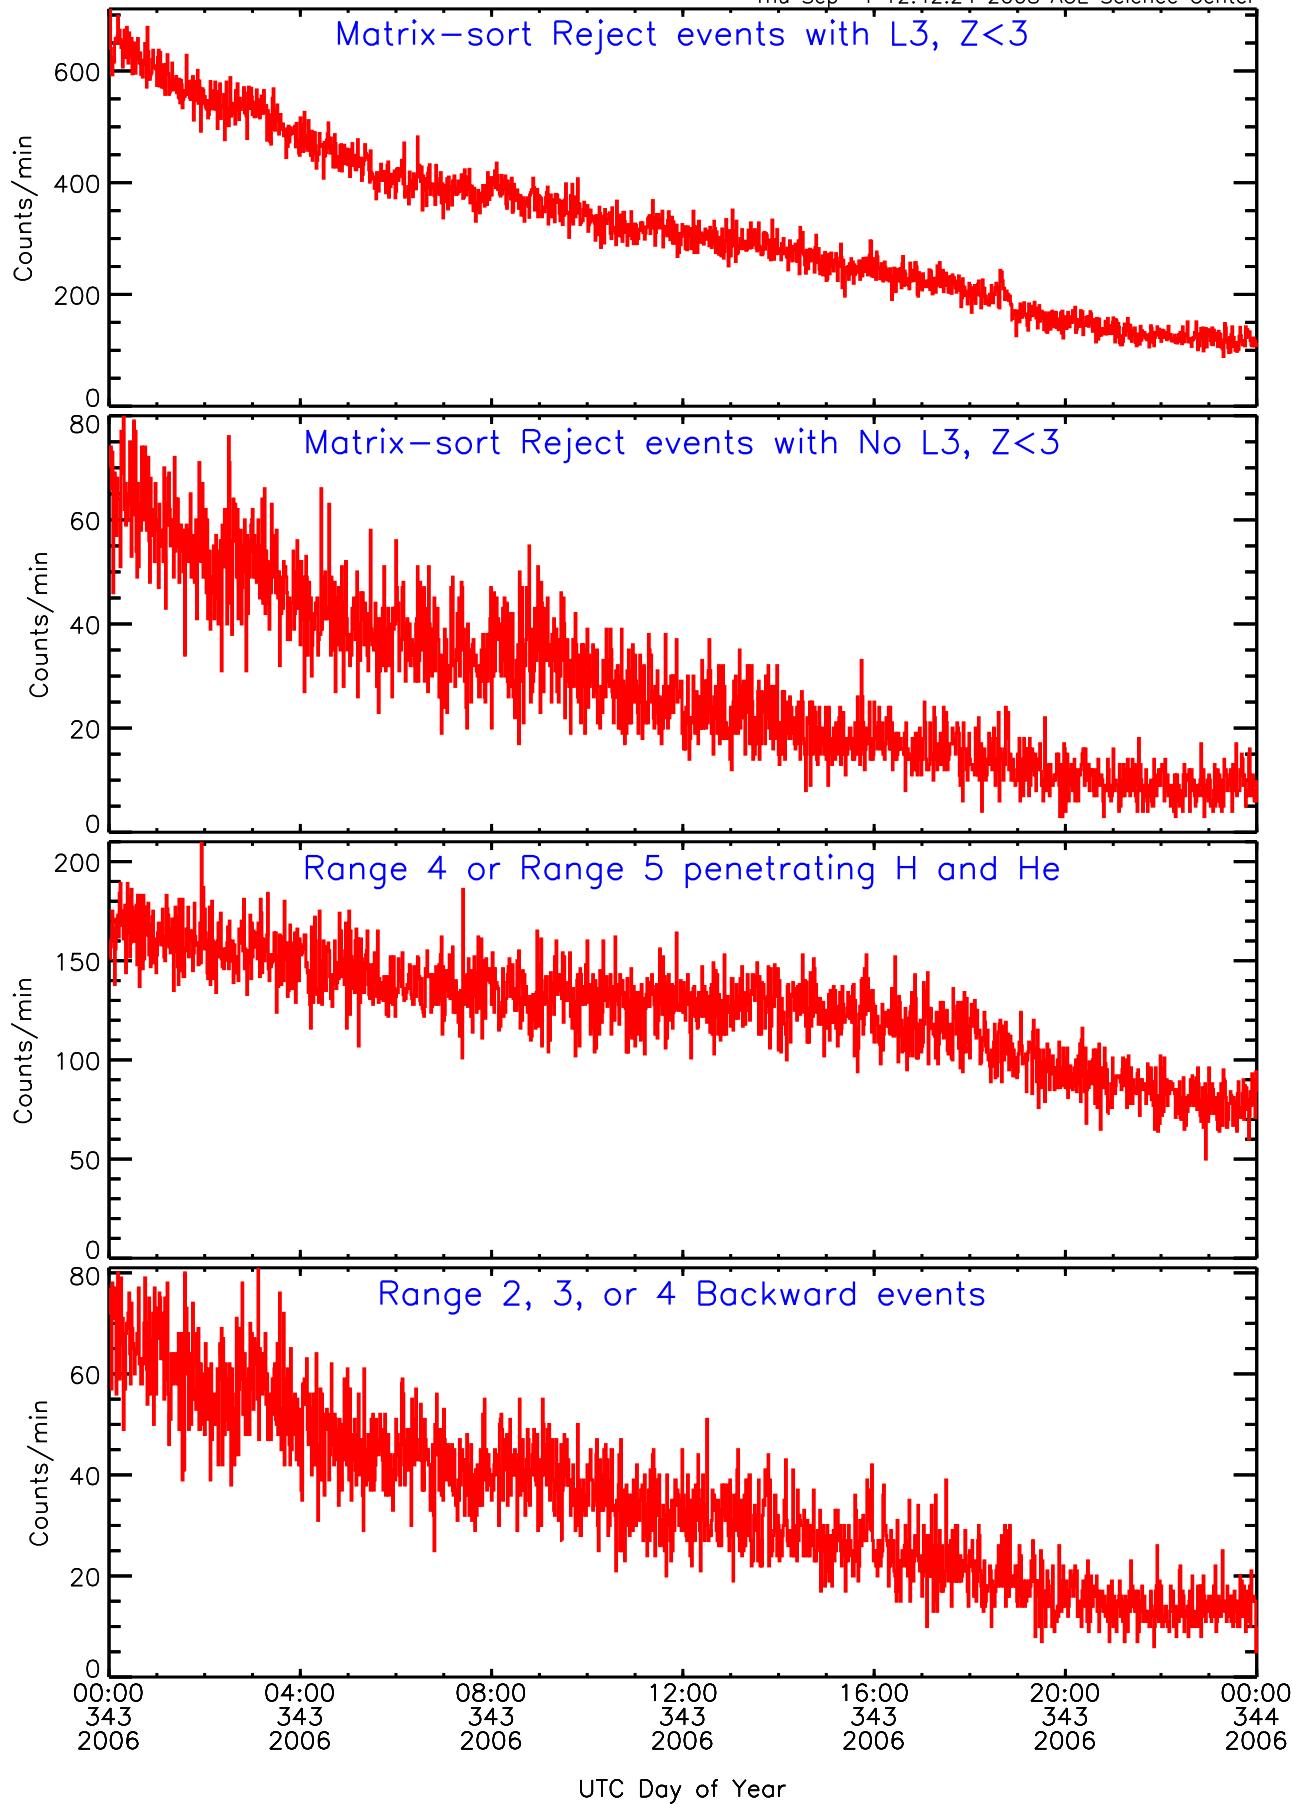 Matrix-sort Reject events with L3, Z<3
600
400
200
0
Counts/min
Matrix-sort Reject events with No L3, Z<3
80
60
40
20
0
Counts/min
Range 4 or Range 5 penetrating H and He
200
150
100
50
0
Counts/min
Range 2, 3, or 4 Backward events
80
60
40
20
0
Counts/min
00:00 04:00 08:00 12:00 16:00 20:00 00:00
343 343 343 343 343 343 344
2006 2006 2006 2006 2006 2006 2006
UTC Day of Year